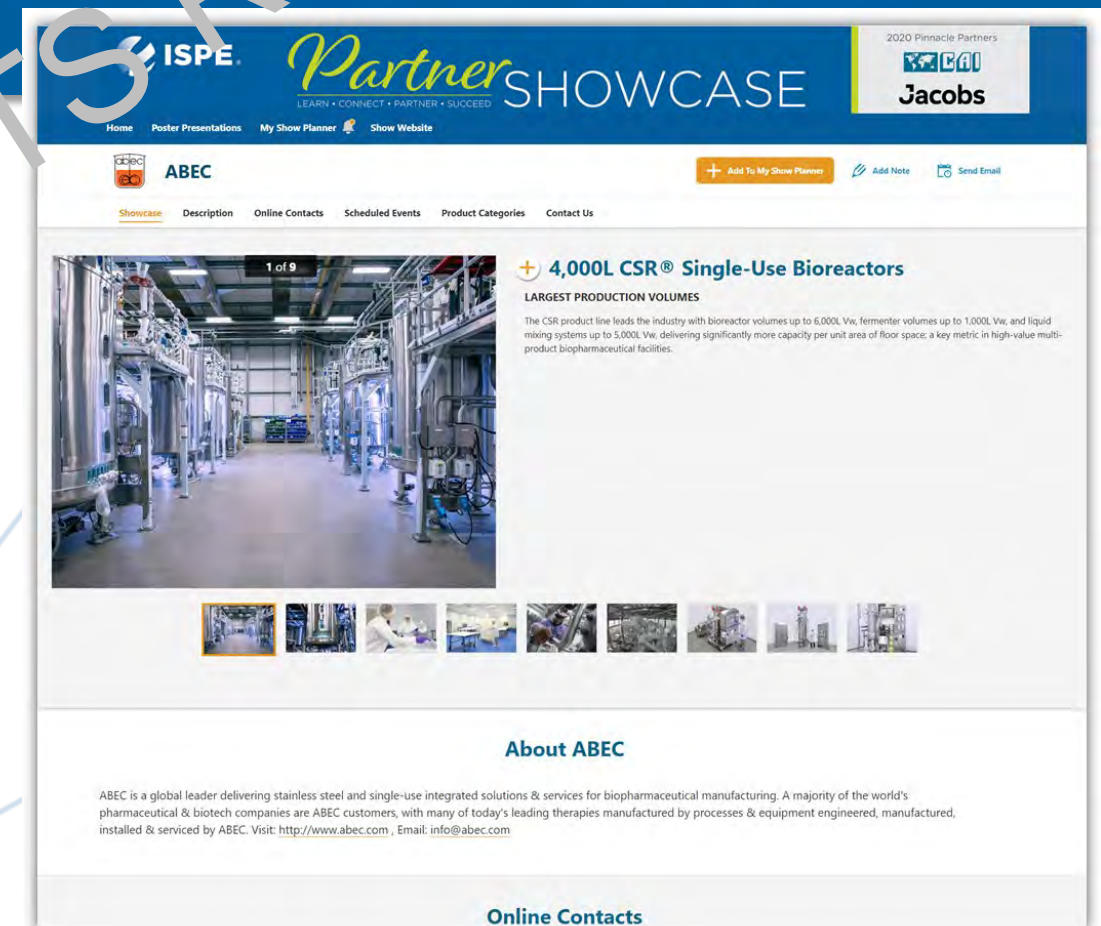 TS R
ISPE.
Partner SHOWCASE
LEARN • CONNECT • PARTNER • SUCCEED
2020 Pinnacle Partners
CAI
Jacobs
Home Poster Presentations My Show Planner Show Website
abec
ABEC
Add To My Show Planner Add Note Send Email
Showcase Description Online Contacts Scheduled Events Product Categories Contact Us
1 of 9
4,000L CSR® Single-Use Bioreactors
LARGEST PRODUCTION VOLUMES
The CSR product line leads the industry with bioreactor volumes up to 6,000L Vw, fermenter volumes up to 1,000L Vw, and liquid
mixing systems up to 5,000L Vw, delivering significantly more capacity per unit area of floor space; a key metric in high-value multi-
product biopharmaceutical facilities.
About ABEC
ABEC is a global leader delivering stainless steel and single-use integrated solutions & services for biopharmaceutical manufacturing. A majority of the world's
pharmaceutical & biotech companies are ABEC customers, with many of today's leading therapies manufactured by processes & equipment engineered, manufactured,
installed & serviced by ABEC. Visit: http://www.abec.com , Email: info@abec.com
Online Contacts